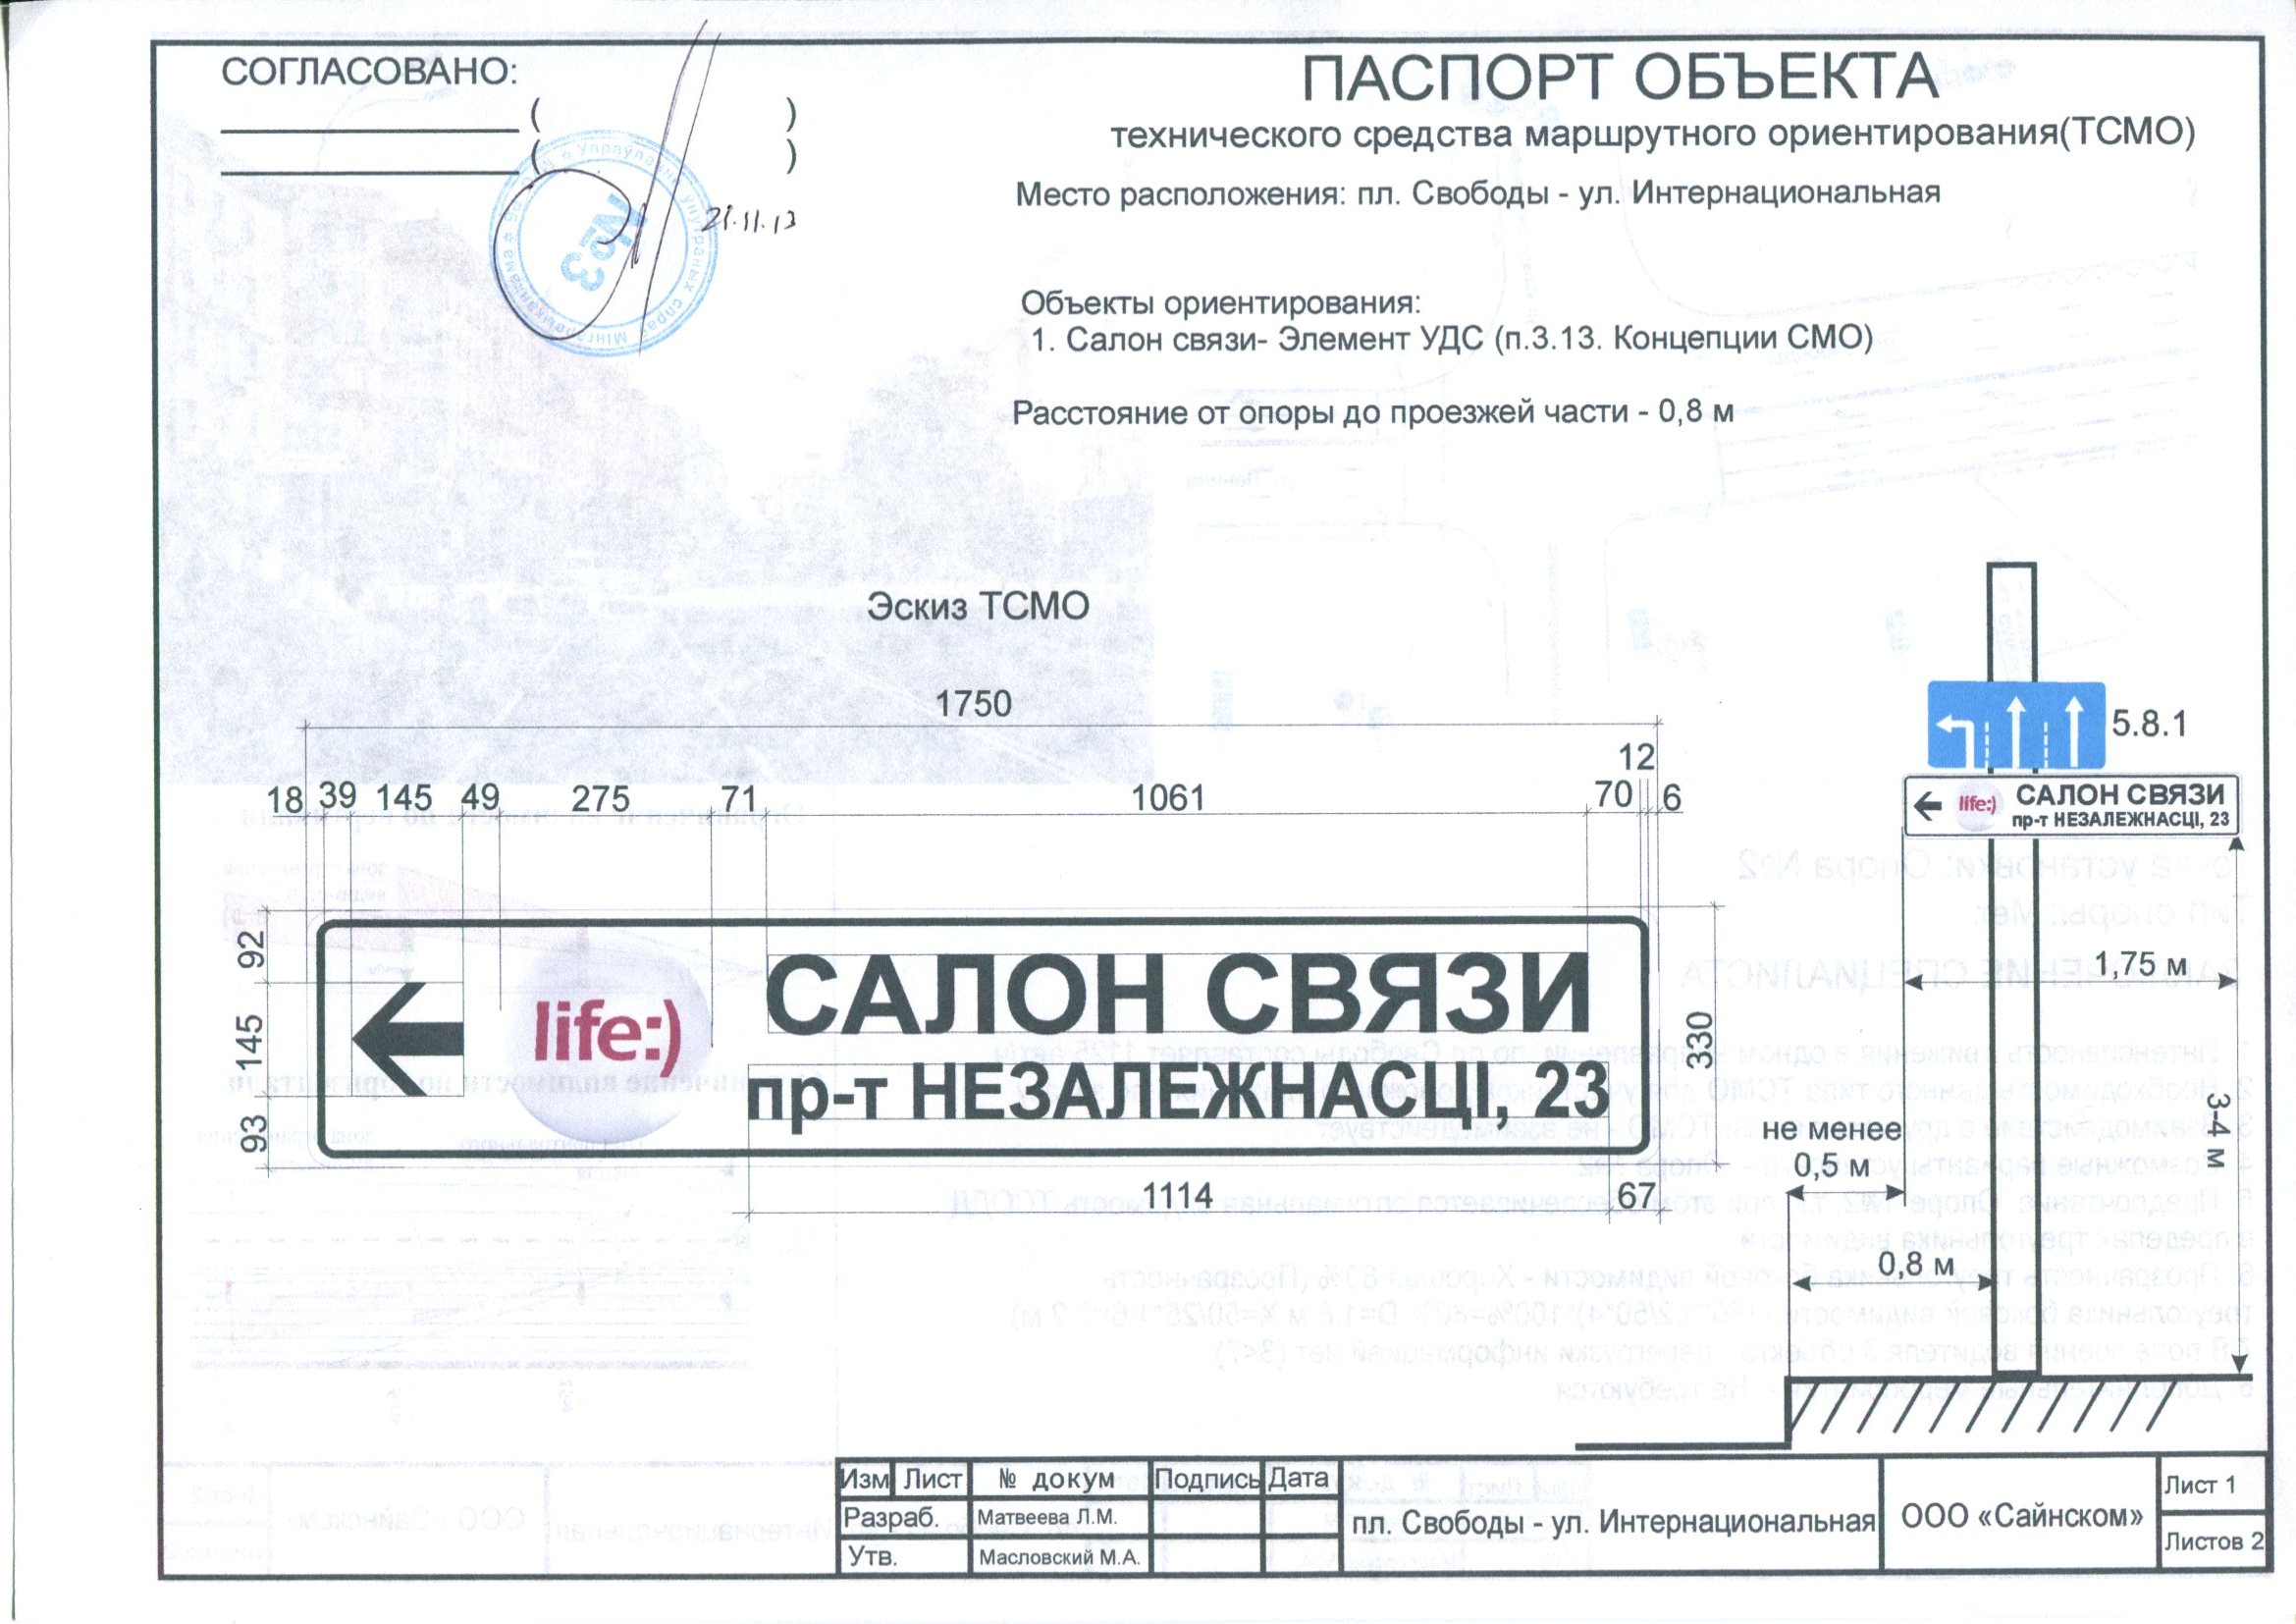 СОГЛАСОВАНО:
( )
( )
Упраўленне унутраных спраў
№3
21.11.13
ПАСПОРТ ОБЪЕКТА
технического средства маршрутного ориентирования(ТСМО)
Место расположения: пл. Свободы - ул. Интернациональная
Объекты ориентирования:
1. Салон связи- Элемент УДС (п.3.13. Концепции СМО)
Расстояние от опоры до проезжей части - 0,8 м
Эскиз ТСМО
1750
12
18 39 145 49 275 71 1061 70 6
92
145
93
life:)
САЛОН СВЯЗИ
пр-т НЕЗАЛЕЖНАСЦІ, 23
330
1114 67
5.8.1
life:) САЛОН СВЯЗИ
пр-т НЕЗАЛЕЖНАСЦІ, 23
1,75 м
3-4 м
не менее
0,5 м
0,8 м
Изм Лист № докум Подпись Дата
Разраб. Матвеева Л.М.
Утв. Масловский М.А.
пл. Свободы - ул. Интернациональная
ООО «Сайнском»
Лист 1
Листов 2